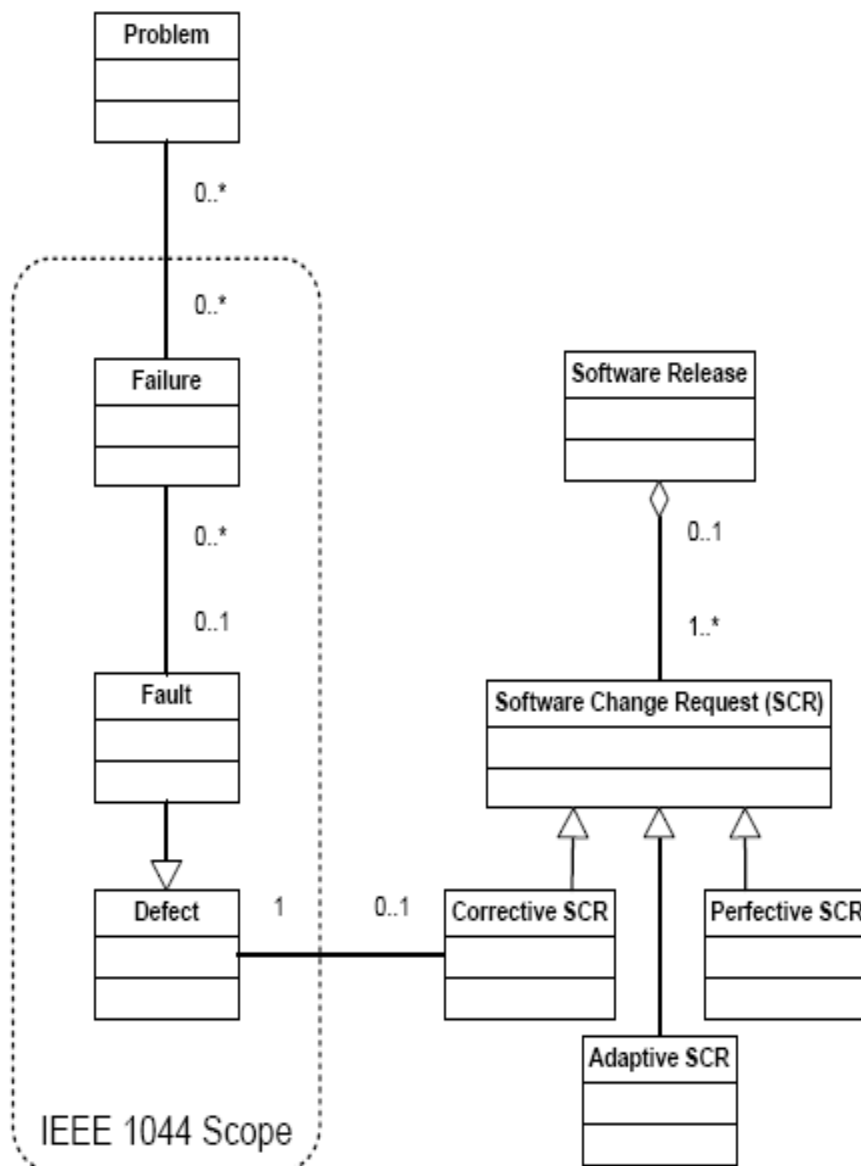 Problem
0..*
0..*
Failure
Software Release
0..*
0..1
0..1
1..*
Fault
Software Change Request (SCR)
Defect
1
0..1
Corrective SCR
Perfective SCR
Adaptive SCR
IEEE 1044 Scope